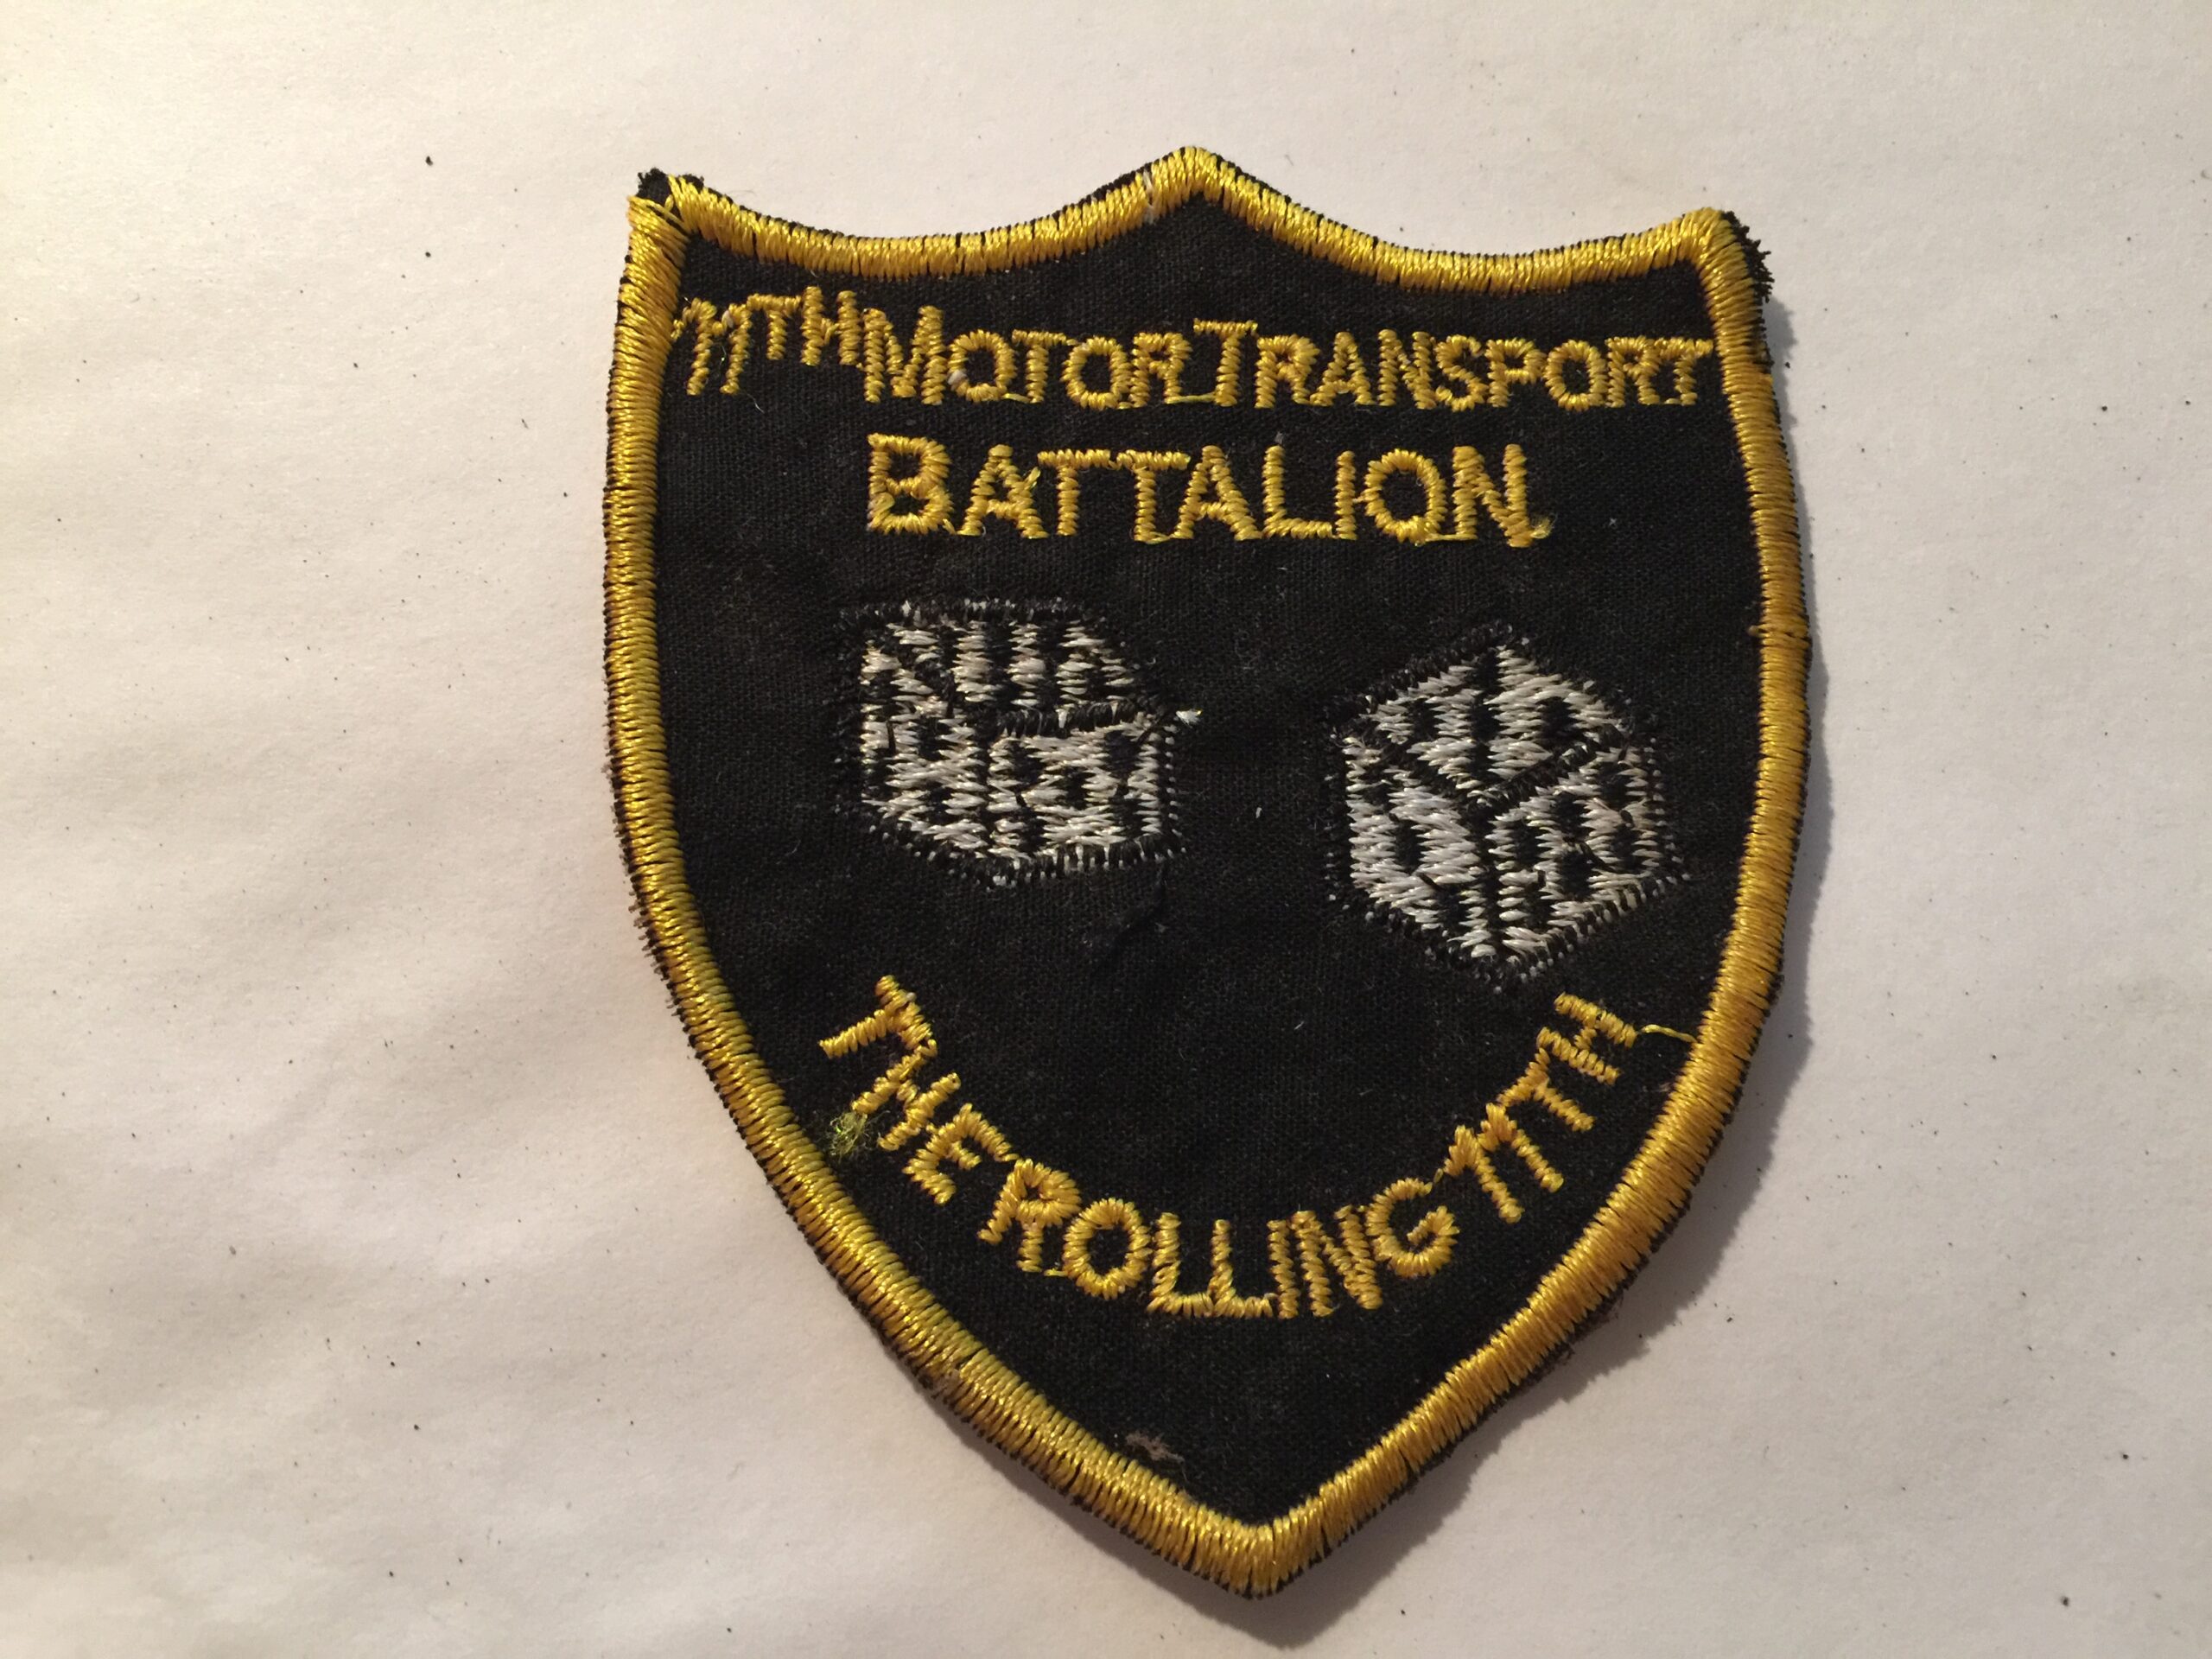 11TH MOTOR TRANSPORT
BATTALION
THE ROLLING 11TH